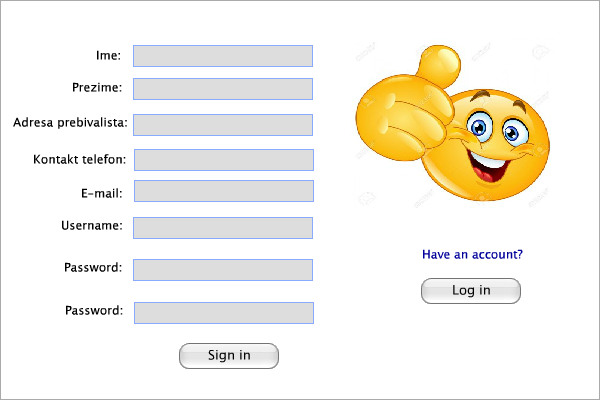 Ime:
Prezime:
Adresa prebivalista:
Kontakt telefon:
E-mail:
Username:
Password:
Password:
Sign in
Have an account?
Log in